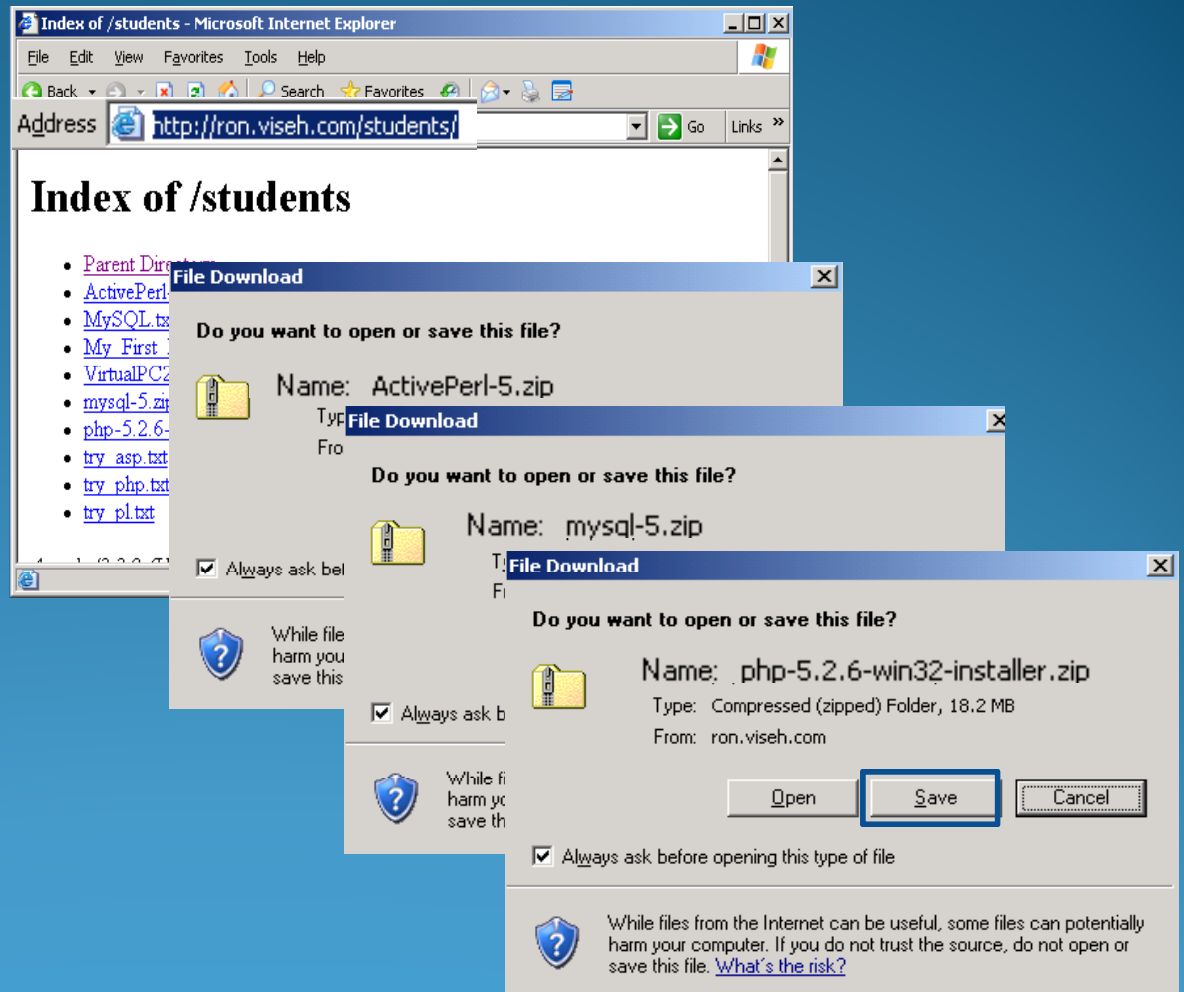 Index of /students - Microsoft Internet Explorer
File Edit View Favorites Tools Help
Back Search Favorites
Address http://ron.viseh.com/students/ Go Links »
Index of /students
Parent Directory
ActivePerl-
MySQL.tx
My_First_
VirtualPC2
mysql-5.zip
php-5.2.6-
try_asp.txt
try_php.txt
try_pl.txt
File Download
Do you want to open or save this file?
Name: ActivePerl-5.zip
Typ
Fro
Always ask bef
While file
harm you
save this
File Download
Do you want to open or save this file?
Name: mysql-5.zip
Ty
Fr
Always ask b
While fi
harm yo
save th
File Download
Do you want to open or save this file?
Name: php-5.2.6-win32-installer.zip
Type: Compressed (zipped) Folder, 18.2 MB
From: ron.viseh.com
Open Save Cancel
Always ask before opening this type of file
While files from the Internet can be useful, some files can potentially
harm your computer. If you do not trust the source, do not open or
save this file. What's the risk?